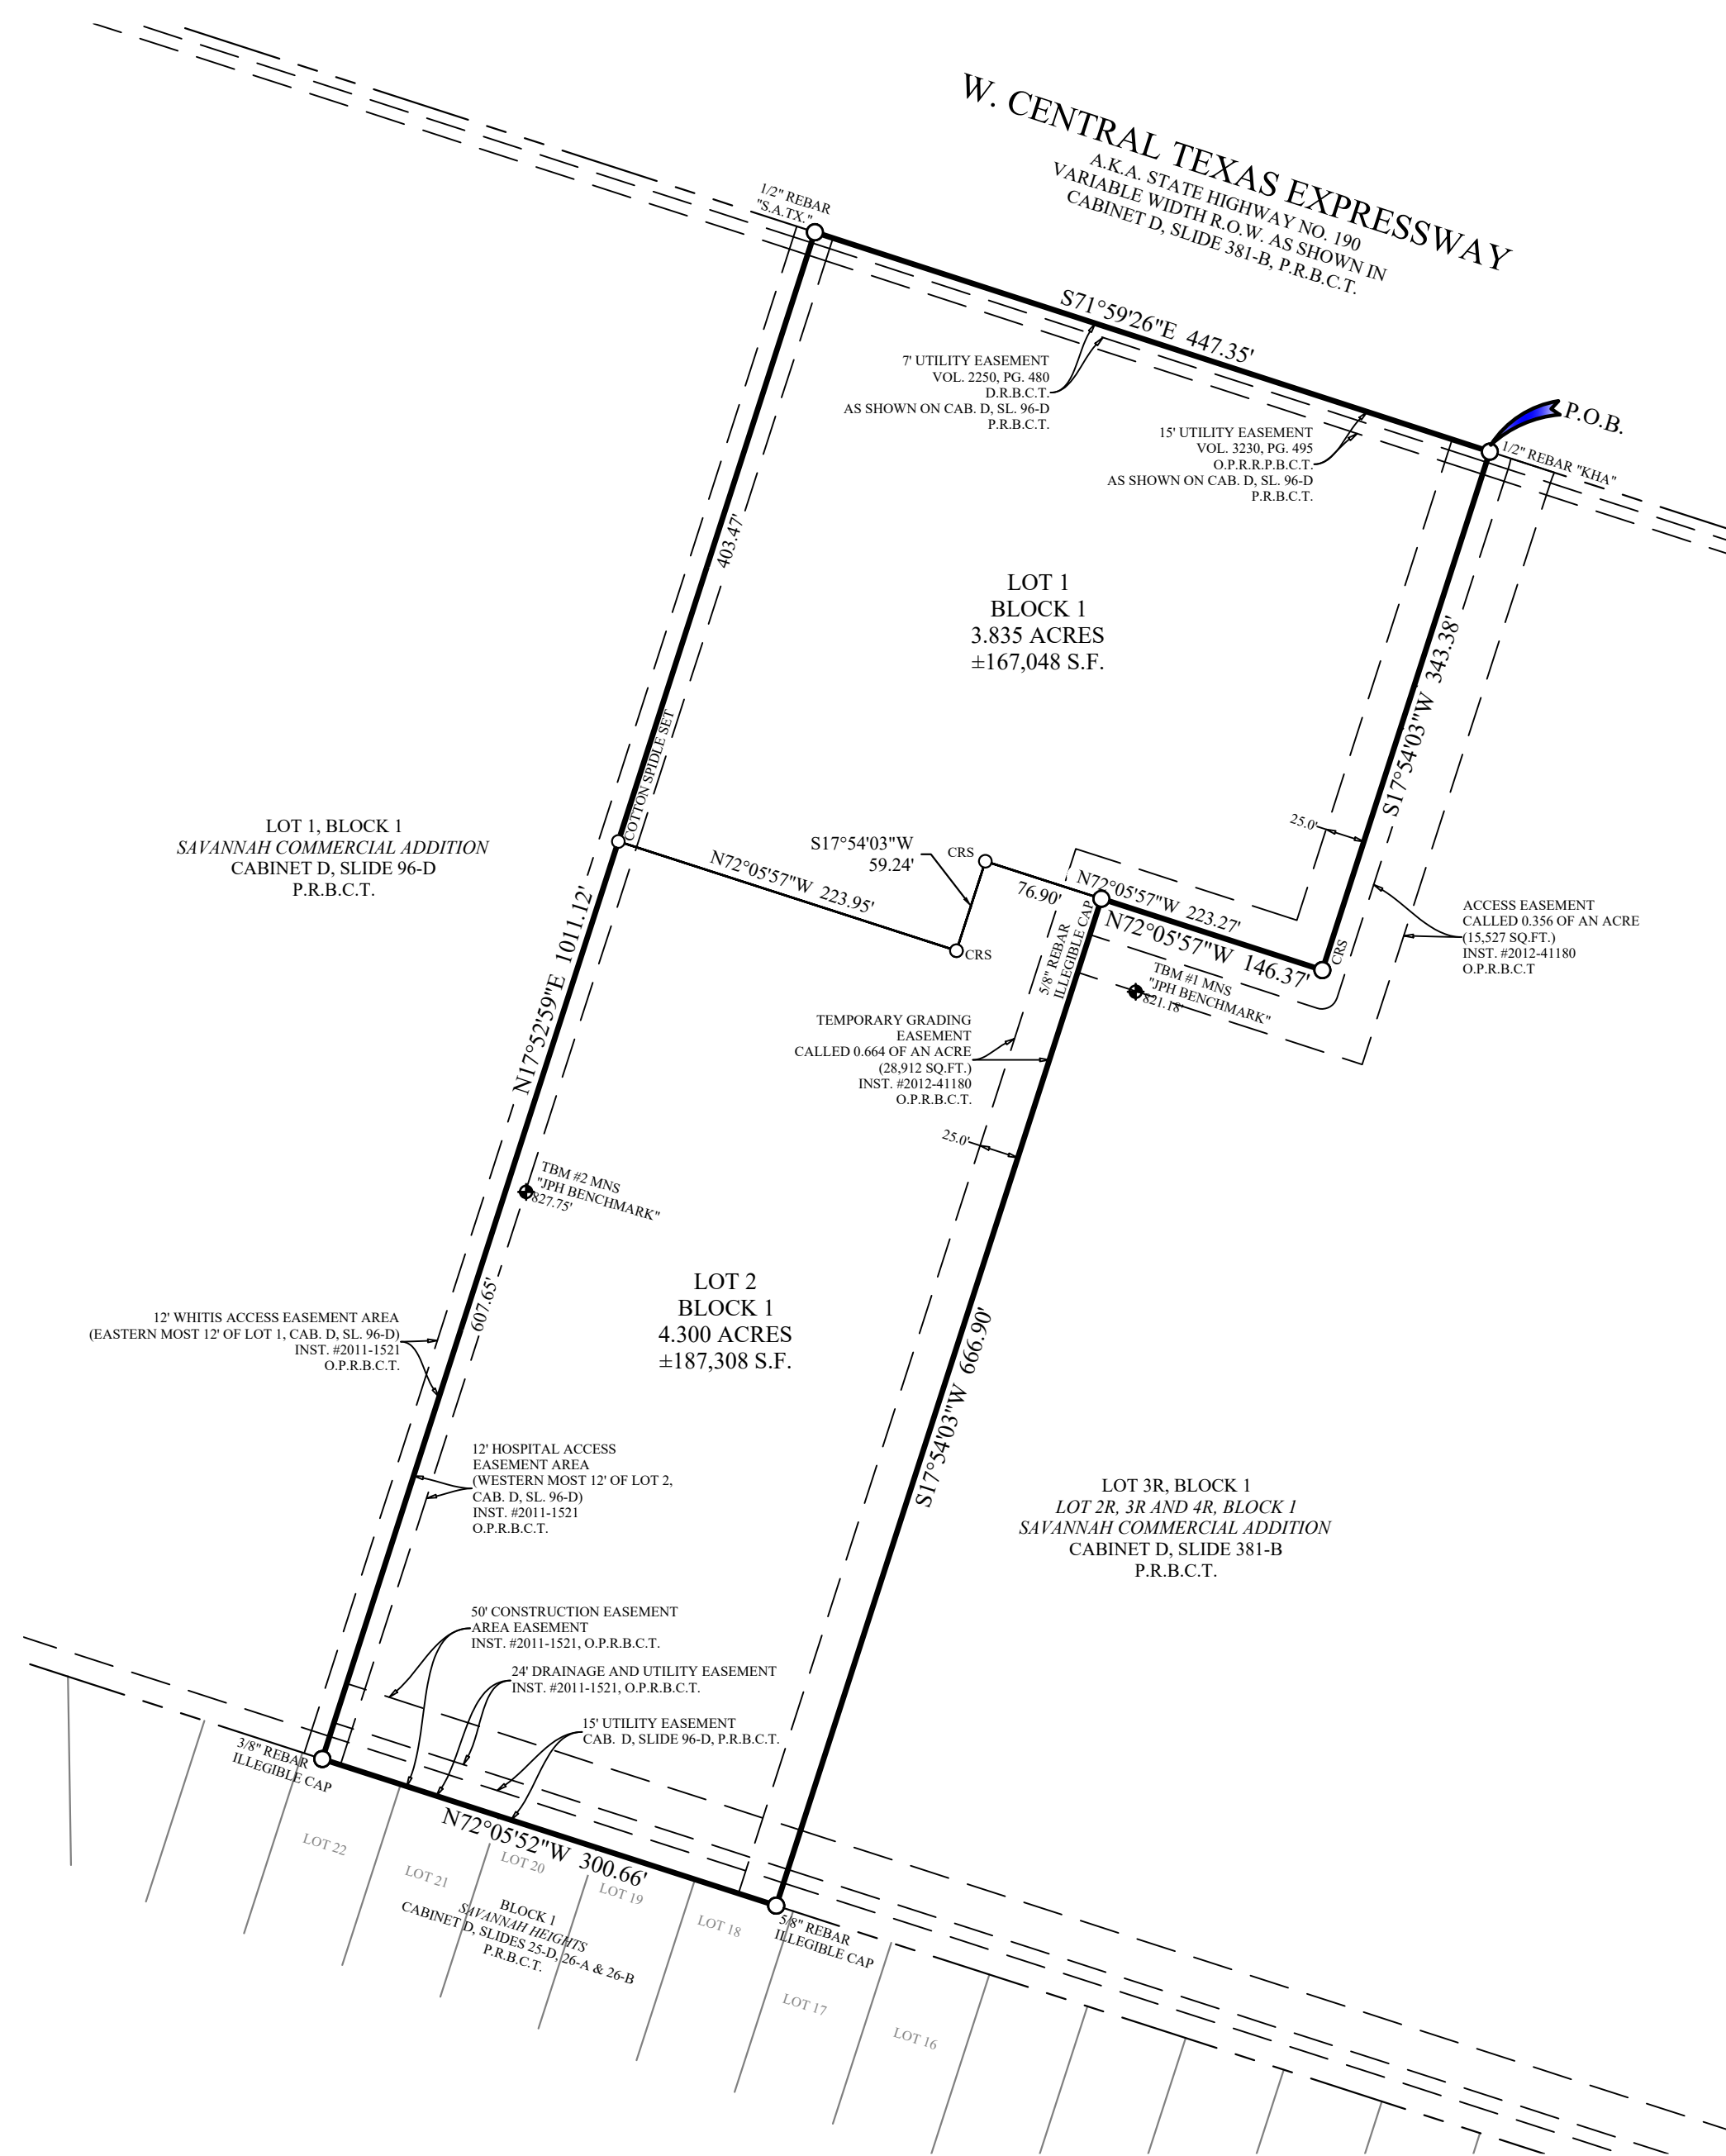 W. CENTRAL TEXAS EXPRESSWAY
A.K.A. STATE HIGHWAY NO. 190
VARIABLE WIDTH R.O.W. AS SHOWN IN
CABINET D, SLIDE 381-B, P.R.B.C.T.
1/2" REBAR
"S.A.TX."
S71°59'26"E 447.35'
7' UTILITY EASEMENT
VOL. 2250, PG. 480
D.R.B.C.T.
AS SHOWN ON CAB. D, SL. 96-D
P.R.B.C.T.
15' UTILITY EASEMENT
VOL. 3230, PG. 495
O.P.R.R.P.B.C.T.
AS SHOWN ON CAB. D, SL. 96-D
P.R.B.C.T.
P.O.B.
1/2" REBAR "KHA"
403.47'
LOT 1
BLOCK 1
3.835 ACRES
±167,048 S.F.
S17°54'03"W 343.38'
25.0'
COTTON SPIDLE SET
LOT 1, BLOCK 1
SAVANNAH COMMERCIAL ADDITION
CABINET D, SLIDE 96-D
P.R.B.C.T.
N72°05'57"W 223.95'
S17°54'03"W
59.24'
CRS
CRS
76.90'
N72°05'57"W 223.27'
N72°05'57"W 146.37'
CRS
5/8" REBAR
ILLEGIBLE CAP
ACCESS EASEMENT
CALLED 0.356 OF AN ACRE
(15,527 SQ.FT.)
INST. #2012-41180
O.P.R.B.C.T
TBM #1 MNS
"JPH BENCHMARK"
821.18'
N17°52'59"E 1011.12'
TEMPORARY GRADING
EASEMENT
CALLED 0.664 OF AN ACRE
(28,912 SQ.FT.)
INST. #2012-41180
O.P.R.B.C.T.
25.0'
TBM #2 MNS
"JPH BENCHMARK"
827.75'
607.65'
LOT 2
BLOCK 1
4.300 ACRES
±187,308 S.F.
S17°54'03"W 666.90'
12' WHITIS ACCESS EASEMENT AREA
(EASTERN MOST 12' OF LOT 1, CAB. D, SL. 96-D)
INST. #2011-1521
O.P.R.B.C.T.
12' HOSPITAL ACCESS
EASEMENT AREA
(WESTERN MOST 12' OF LOT 2,
CAB. D, SL. 96-D)
INST. #2011-1521
O.P.R.B.C.T.
LOT 3R, BLOCK 1
LOT 2R, 3R AND 4R, BLOCK 1
SAVANNAH COMMERCIAL ADDITION
CABINET D, SLIDE 381-B
P.R.B.C.T.
50' CONSTRUCTION EASEMENT
AREA EASEMENT
INST. #2011-1521, O.P.R.B.C.T.
24' DRAINAGE AND UTILITY EASEMENT
INST. #2011-1521, O.P.R.B.C.T.
15' UTILITY EASEMENT
CAB. D, SLIDE 96-D, P.R.B.C.T.
3/8" REBAR
ILLEGIBLE CAP
N72°05'52"W 300.66'
LOT 22
LOT 21
LOT 20
LOT 19
LOT 18
BLOCK 1
SAVANNAH HEIGHTS
CABINET D, SLIDES 25-D, 26-A & 26-B
P.R.B.C.T.
5/8" REBAR
ILLEGIBLE CAP
LOT 17
LOT 16